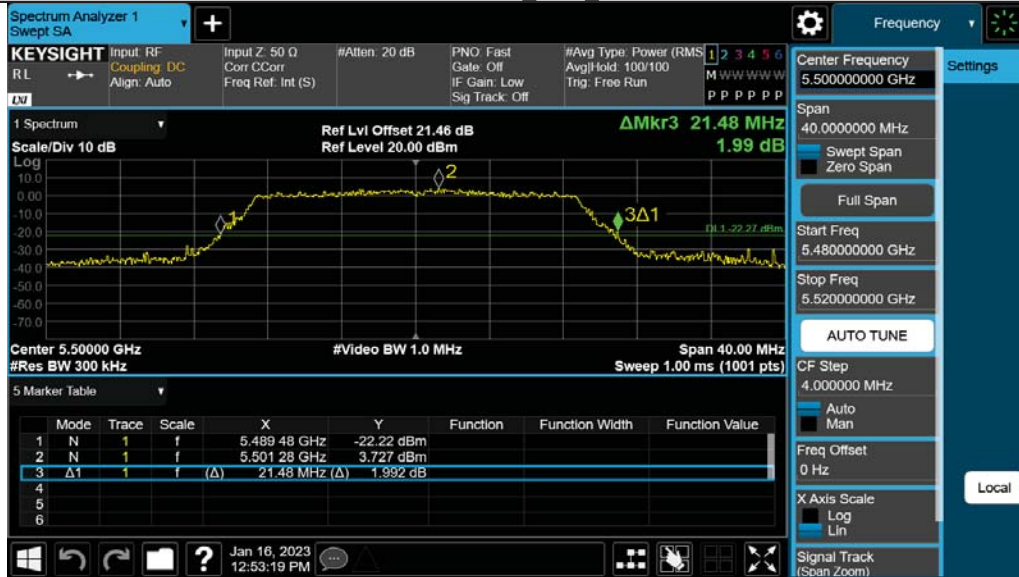 Spectrum Analyzer 1
Swept SA
Frequency
KEYSIGHT
RL
LXI
Input: RF
Coupling: DC
Align: Auto
Input Z: 50 Ω
Corr CCorr
Freq Ref: Int (S)
#Atten: 20 dB
PNO: Fast
Gate: Off
IF Gain: Low
Sig Track: Off
#Avg Type: Power (RMS
Avg|Hold: 100/100
Trig: Free Run
1 2 3 4 5 6
M W W W W W
P P P P P P
1 Spectrum
Scale/Div 10 dB
Ref Lvl Offset 21.46 dB
Ref Level 20.00 dBm
ΔMkr3 21.48 MHz
1.99 dB
Log
10.0
0.00
-10.0
-20.0
-30.0
-40.0
-50.0
-60.0
-70.0
1
2
3Δ1
DL1 -22.27 dBm
Center 5.50000 GHz
#Res BW 300 kHz
#Video BW 1.0 MHz
Span 40.00 MHz
Sweep 1.00 ms (1001 pts)
5 Marker Table
Mode Trace Scale X Y Function Function Width Function Value
1 N 1 f 5.489 48 GHz -22.22 dBm
2 N 1 f 5.501 28 GHz 3.727 dBm
3 Δ1 1 f (Δ) 21.48 MHz (Δ) 1.992 dB
4
5
6
Jan 16, 2023
12:53:19 PM
Center Frequency
5.500000000 GHz
Span
40.0000000 MHz
Swept Span
Zero Span
Full Span
Start Freq
5.480000000 GHz
Stop Freq
5.520000000 GHz
AUTO TUNE
CF Step
4.000000 MHz
Auto
Man
Freq Offset
0 Hz
X Axis Scale
Log
Lin
Signal Track
(Span Zoom)
Settings
Local